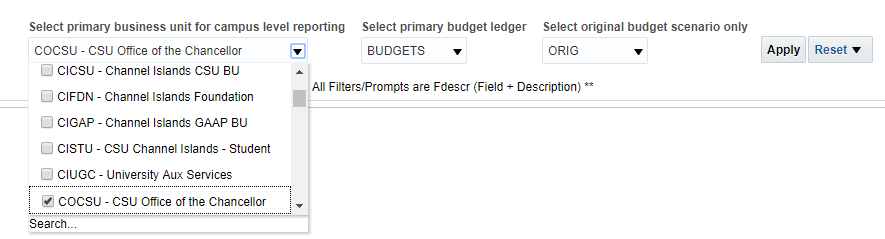 Select primary business unit for campus level reporting Select primary budget ledger Select original budget scenario only
COCSU - CSU Office of the Chancellor BUDGETS ORIG Apply Reset
CICSU - Channel Islands CSU BU
All Filters/Prompts are Fdescr (Field + Description) **
CIFDN - Channel Islands Foundation
CIGAP - Channel Islands GAAP BU
CISTU - CSU Channel Islands - Student
CIUGC - University Aux Services
COCSU - CSU Office of the Chancellor
Search...